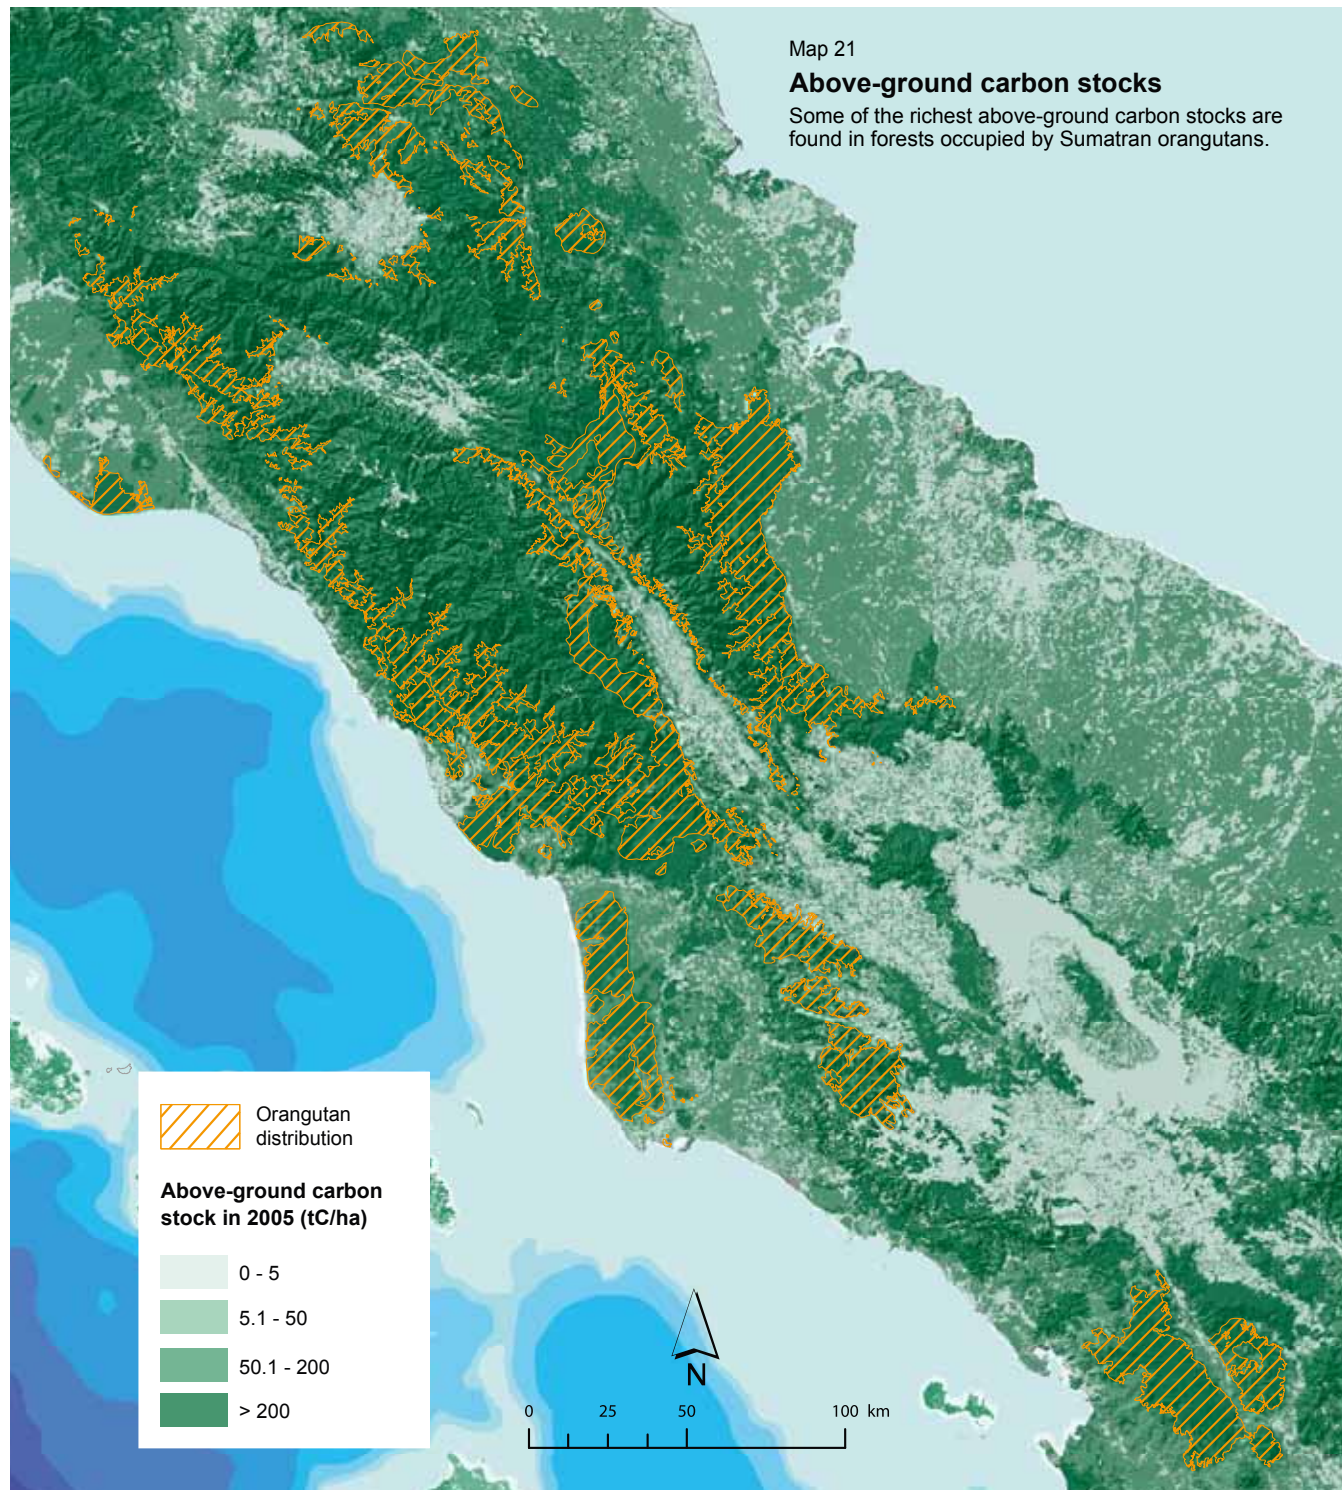 Map 21
Above-ground carbon stocks
Some of the richest above-ground carbon stocks are
found in forests occupied by Sumatran orangutans.
Orangutan
distribution
Above-ground carbon
stock in 2005 (tC/ha)
0 - 5
5.1 - 50
50.1 - 200
> 200
N
0 25 50 100 km